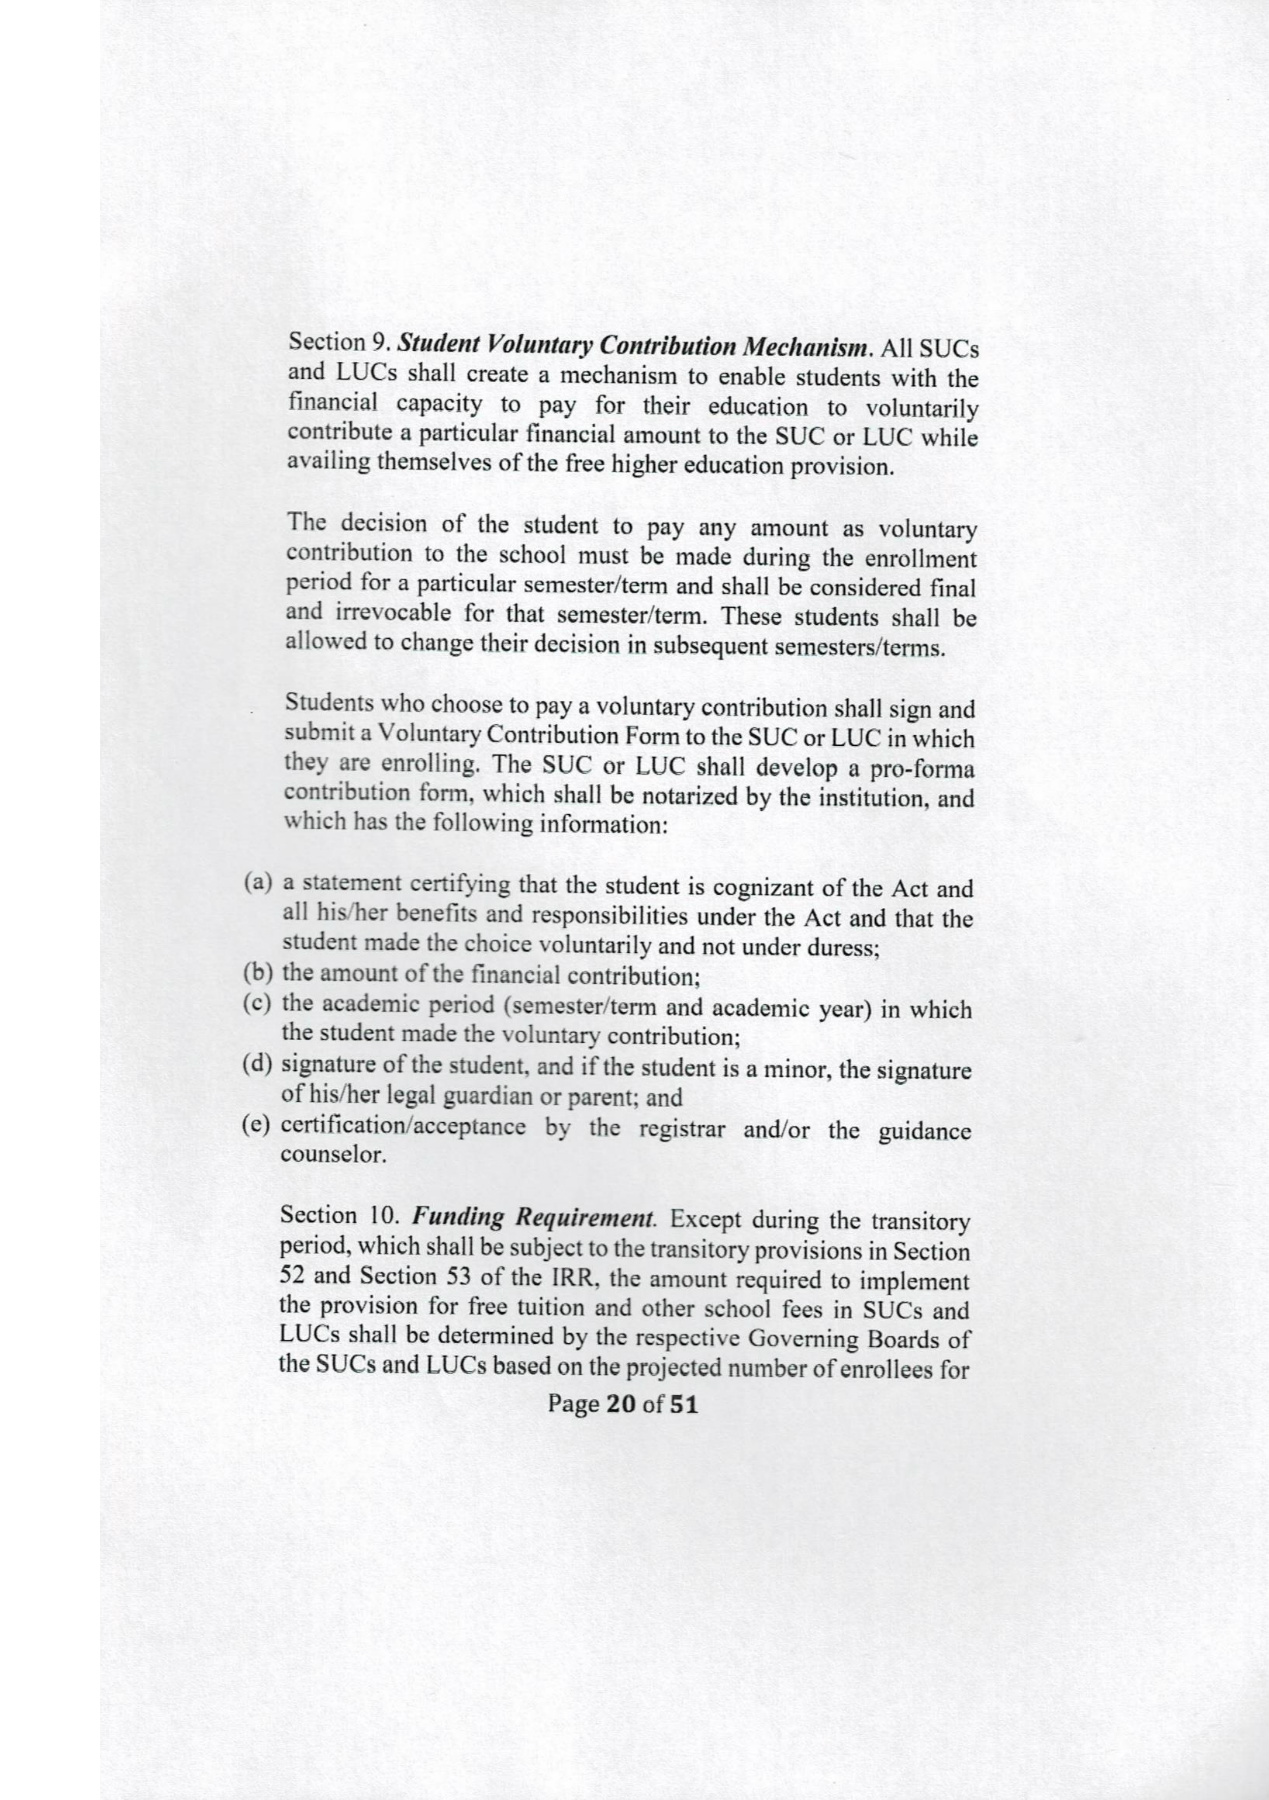 Section 9. Student Voluntary Contribution Mechanism. All SUCs
and LUCs shall create a mechanism to enable students with the
financial capacity to pay for their education to voluntarily
contribute a particular financial amount to the SUC or LUC while
availing themselves of the free higher education provision.
The decision of the student to pay any amount as voluntary
contribution to the school must be made during the enrollment
period for a particular semester/term and shall be considered final
and irrevocable for that semester/term. These students shall be
allowed to change their decision in subsequent semesters/terms.
Students who choose to pay a voluntary contribution shall sign and
submit a Voluntary Contribution Form to the SUC or LUC in which
they are enrolling. The SUC or LUC shall develop a pro-forma
contribution form, which shall be notarized by the institution, and
which has the following information:
(a) a statement certifying that the student is cognizant of the Act and
all his/her benefits and responsibilities under the Act and that the
student made the choice voluntarily and not under duress;
(b) the amount of the financial contribution;
(c) the academic period (semester/term and academic year) in which
the student made the voluntary contribution;
(d) signature of the student, and if the student is a minor, the signature
of his/her legal guardian or parent; and
(e) certification/acceptance by the registrar and/or the guidance
counselor.
Section 10. Funding Requirement. Except during the transitory
period, which shall be subject to the transitory provisions in Section
52 and Section 53 of the IRR, the amount required to implement
the provision for free tuition and other school fees in SUCs and
LUCs shall be determined by the respective Governing Boards of
the SUCs and LUCs based on the projected number of enrollees for
Page 20 of 51